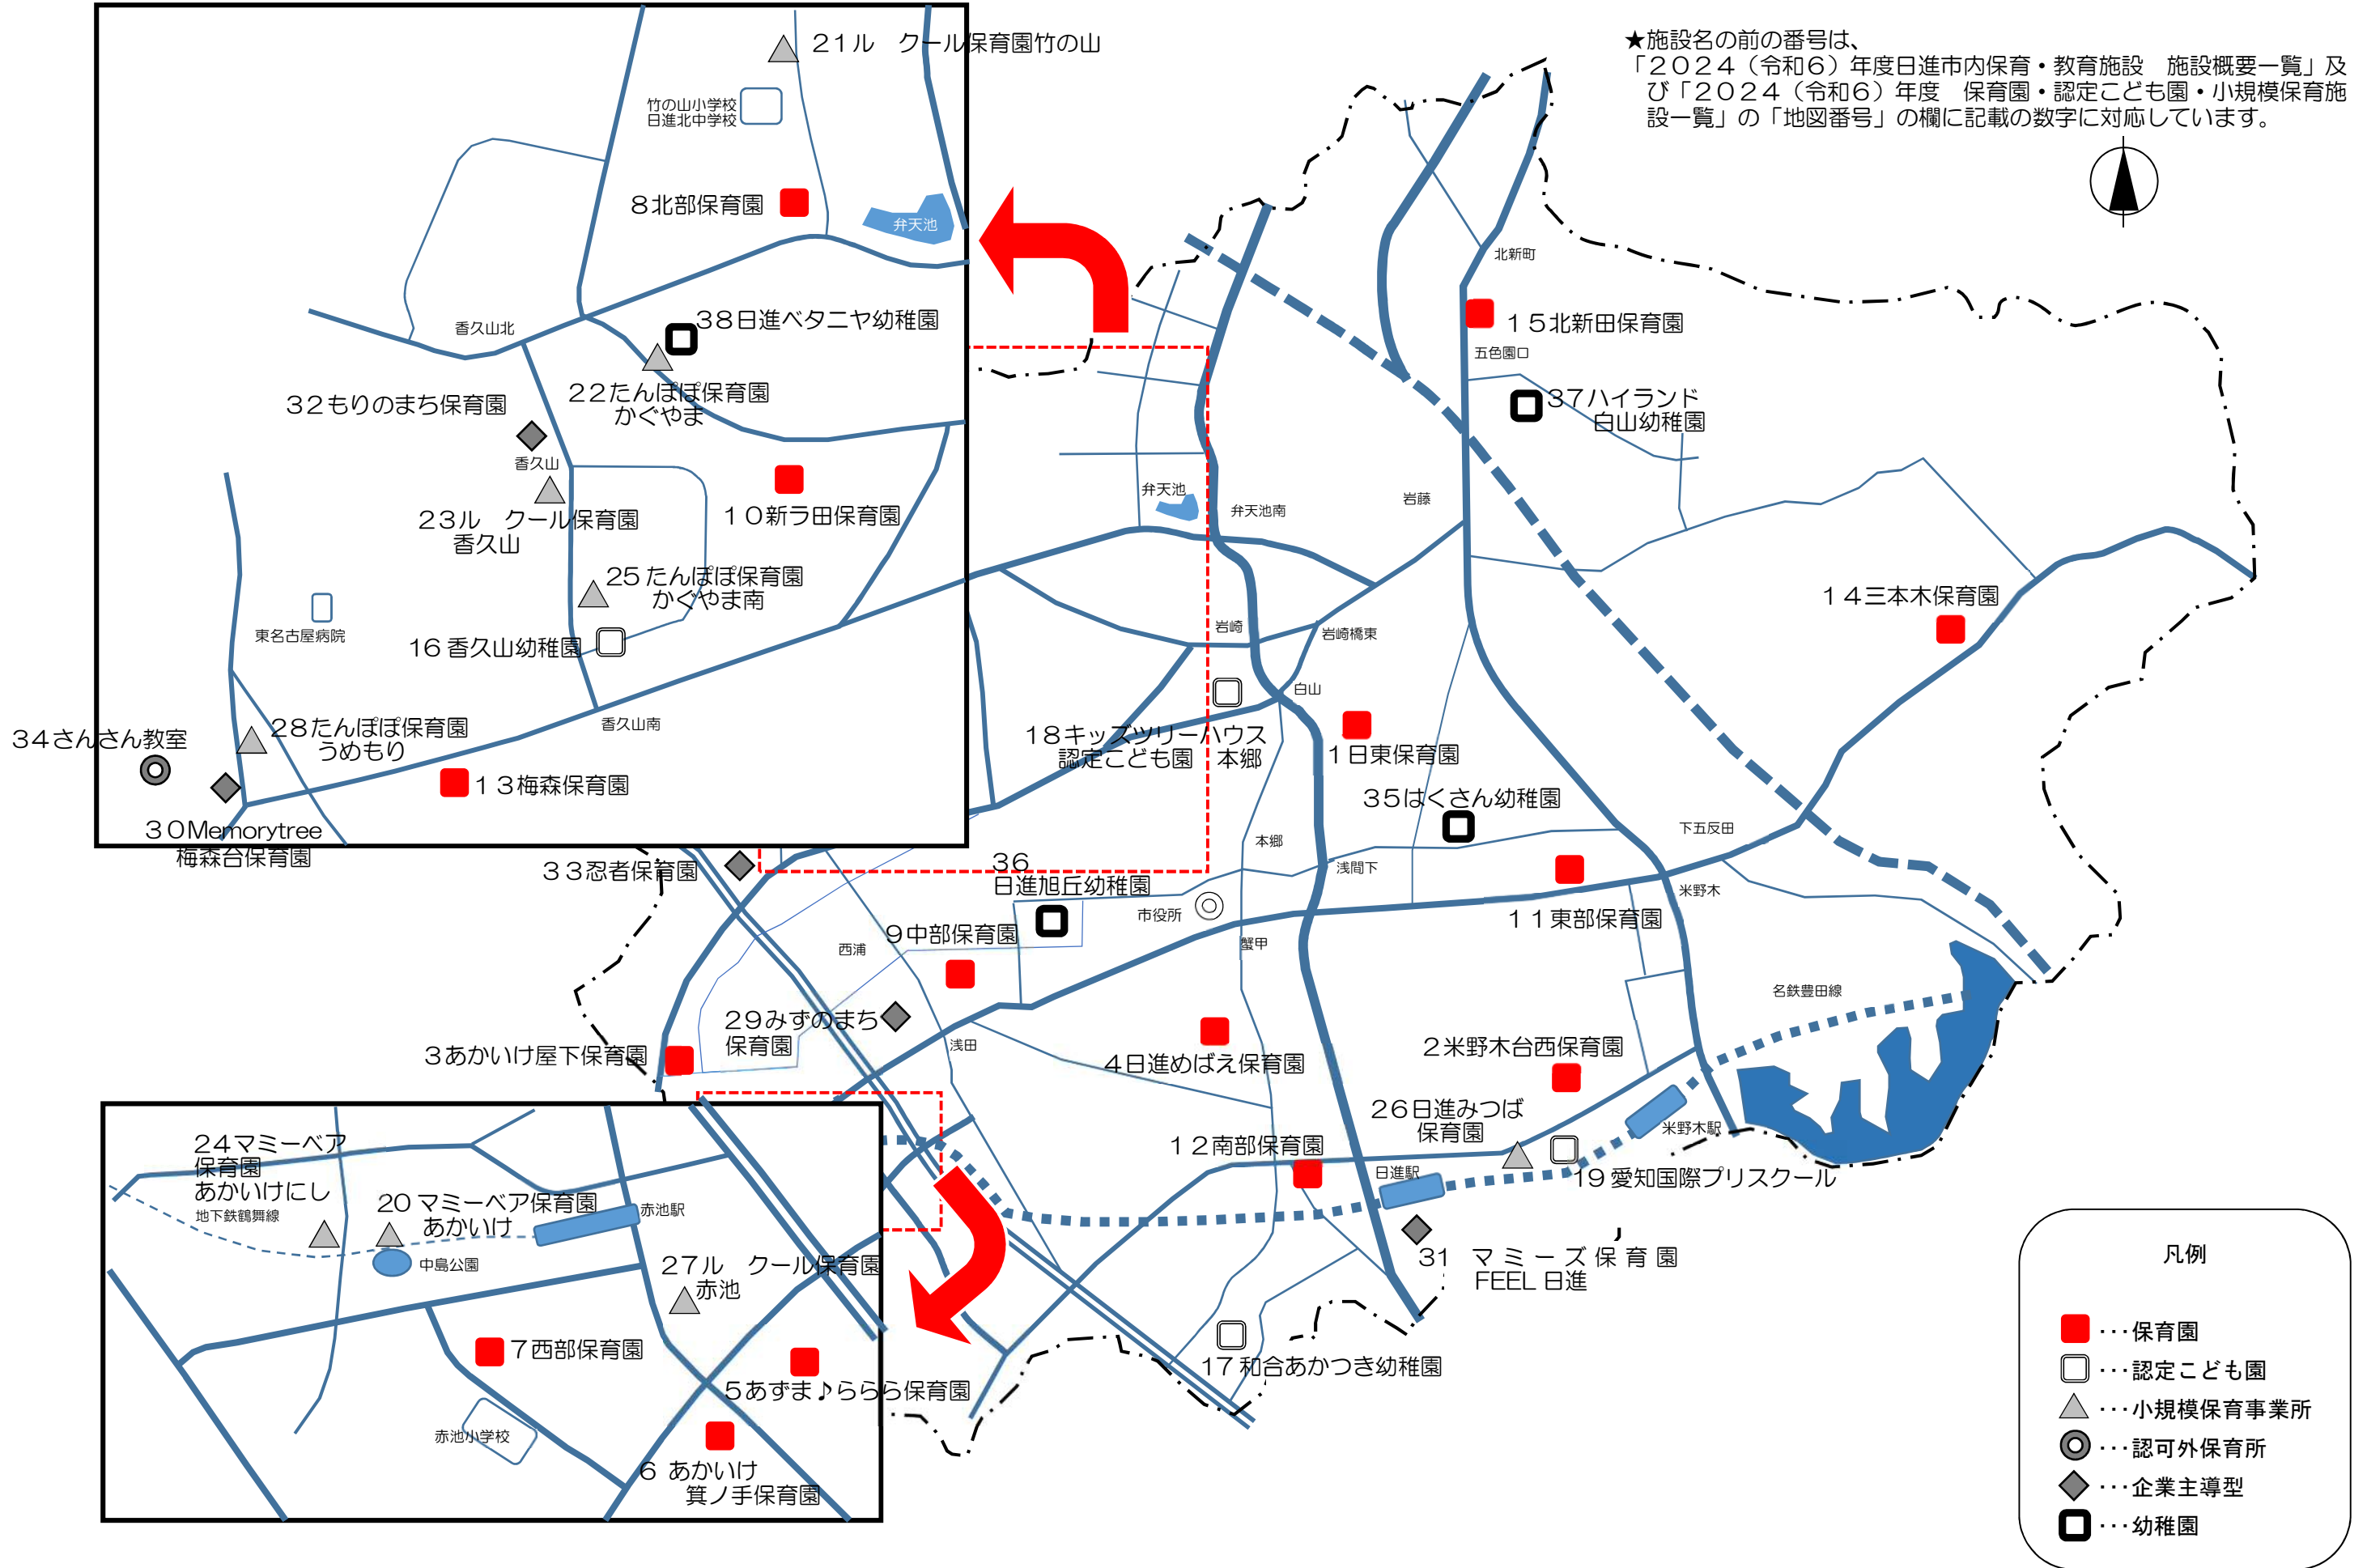 ★施設名の前の番号は、
「２０２４（令和６）年度日進市内保育・教育施設　施設概要一覧」及
び「２０２４（令和６）年度　保育園・認定こども園・小規模保育施
設一覧」の「地図番号」の欄に記載の数字に対応しています。
２１ル　クール保育園竹の山
竹の山小学校
日進北中学校
８北部保育園
弁天池
香久山北
３８日進ベタニヤ幼稚園
２２たんぽぽ保育園
かぐやま
３２もりのまち保育園
香久山
２３ル　クール保育園
香久山
１０新ラ田保育園
２５たんぽぽ保育園
かぐやま南
東名古屋病院
１６香久山幼稚園
香久山南
２８たんぽぽ保育園
うめもり
３４さんさん教室
１３梅森保育園
３０Memorytree
梅森台保育園
北新町
１５北新田保育園
五色園口
３７ハイランド
白山幼稚園
弁天池
弁天池南
岩藤
１４三本木保育園
岩崎
岩崎橋東
白山
１８キッズツリーハウス
認定こども園　本郷
１日東保育園
３５はくさん幼稚園
下五反田
本郷
浅間下
３３忍者保育園
３６
日進旭丘幼稚園
市役所
米野木
１１東部保育園
９中部保育園
西浦
蟹甲
名鉄豊田線
２９みずのまち
保育園
浅田
３あかいけ屋下保育園
４日進めばえ保育園
２米野木台西保育園
２６日進みつば
保育園
米野木駅
１２南部保育園
日進駅
１９愛知国際プリスクール
31　マミーズ保育園
FEEL日進
１７和合あかつき幼稚園
２４マミーベア
保育園
あかいけにし
地下鉄鶴舞線
２０マミーベア保育園
あかいけ
赤池駅
中島公園
２７ル　クール保育園
赤池
７西部保育園
５あずま♪ららら保育園
赤池小学校
６ あかいけ
箕ノ手保育園
凡例
･･･保育園
･･･認定こども園
･･･小規模保育事業所
･･･認可外保育所
･･･企業主導型
･･･幼稚園